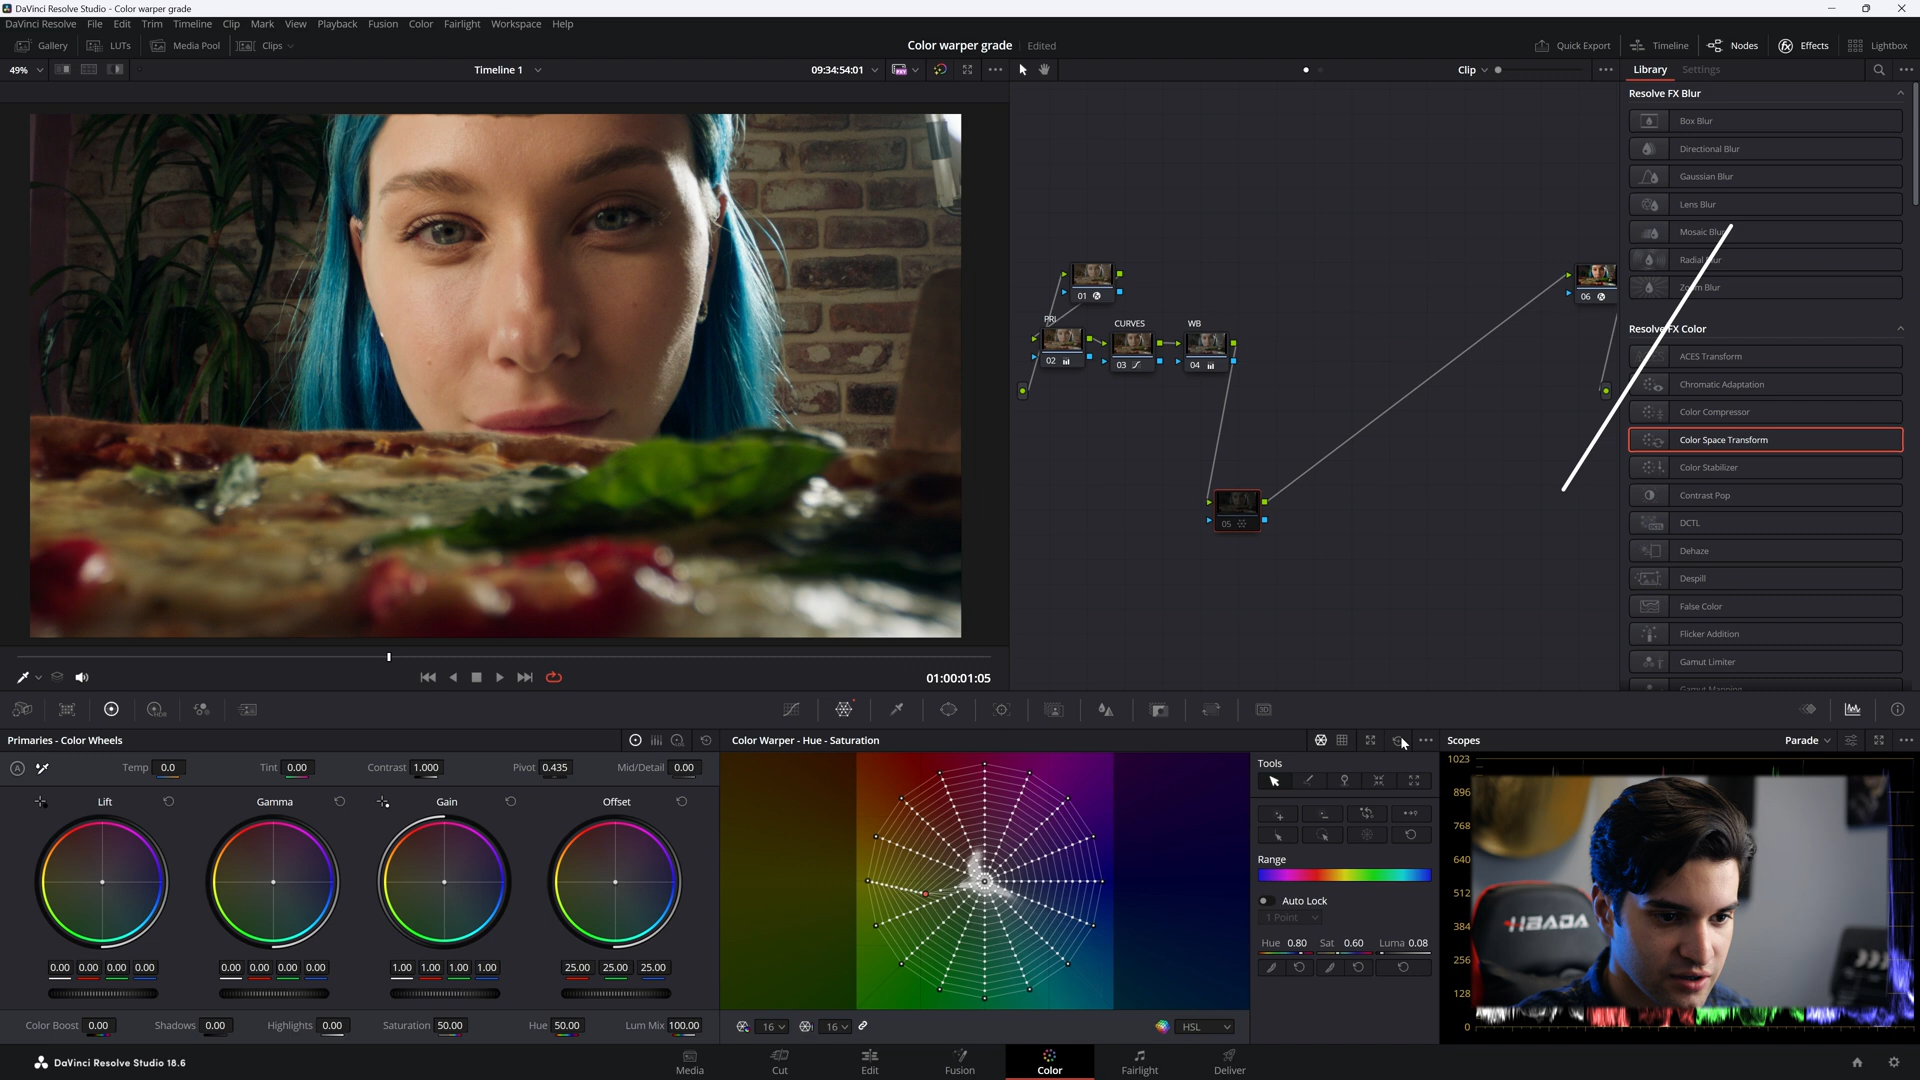 DaVinci Resolve Studio - Color warper grade
DaVinci Resolve File Edit Trim Timeline Clip Mark View Playback Fusion Color Fairlight Workspace Help
Gallery LUTs Media Pool Clips Color warper grade Edited Quick Export Timeline Nodes Effects Lightbox
49% Timeline 1 09:34:54:01 Clip Library Settings
Resolve FX Blur
Box Blur
Directional Blur
Gaussian Blur
Lens Blur
Mosaic Blur
Radial Blur
Zoom Blur
01
06
PRI
CURVES WB
02 03 04
05
Resolve FX Color
ACES Transform
Chromatic Adaptation
Color Compressor
Color Space Transform
Color Stabilizer
Contrast Pop
DCTL
Dehaze
Despill
False Color
Flicker Addition
Gamut Limiter
Gamut Mapping
01:00:01:05
Primaries - Color Wheels
Temp 0.0 Tint 0.00 Contrast 1.000 Pivot 0.435 Mid/Detail 0.00
Lift Gamma Gain Offset
0.00 0.00 0.00 0.00 0.00 0.00 0.00 0.00 1.00 1.00 1.00 1.00 25.00 25.00 25.00
Color Boost 0.00 Shadows 0.00 Highlights 0.00 Saturation 50.00 Hue 50.00 Lum Mix 100.00
Color Warper - Hue - Saturation
16 16 HSL
Tools
Range
Auto Lock
1 Point
Hue 0.80 Sat 0.60 Luma 0.08
Scopes Parade
1023
896
768
640
512
384
256
128
0
HBADA
DaVinci Resolve Studio 18.6
Media Cut Edit Fusion Color Fairlight Deliver